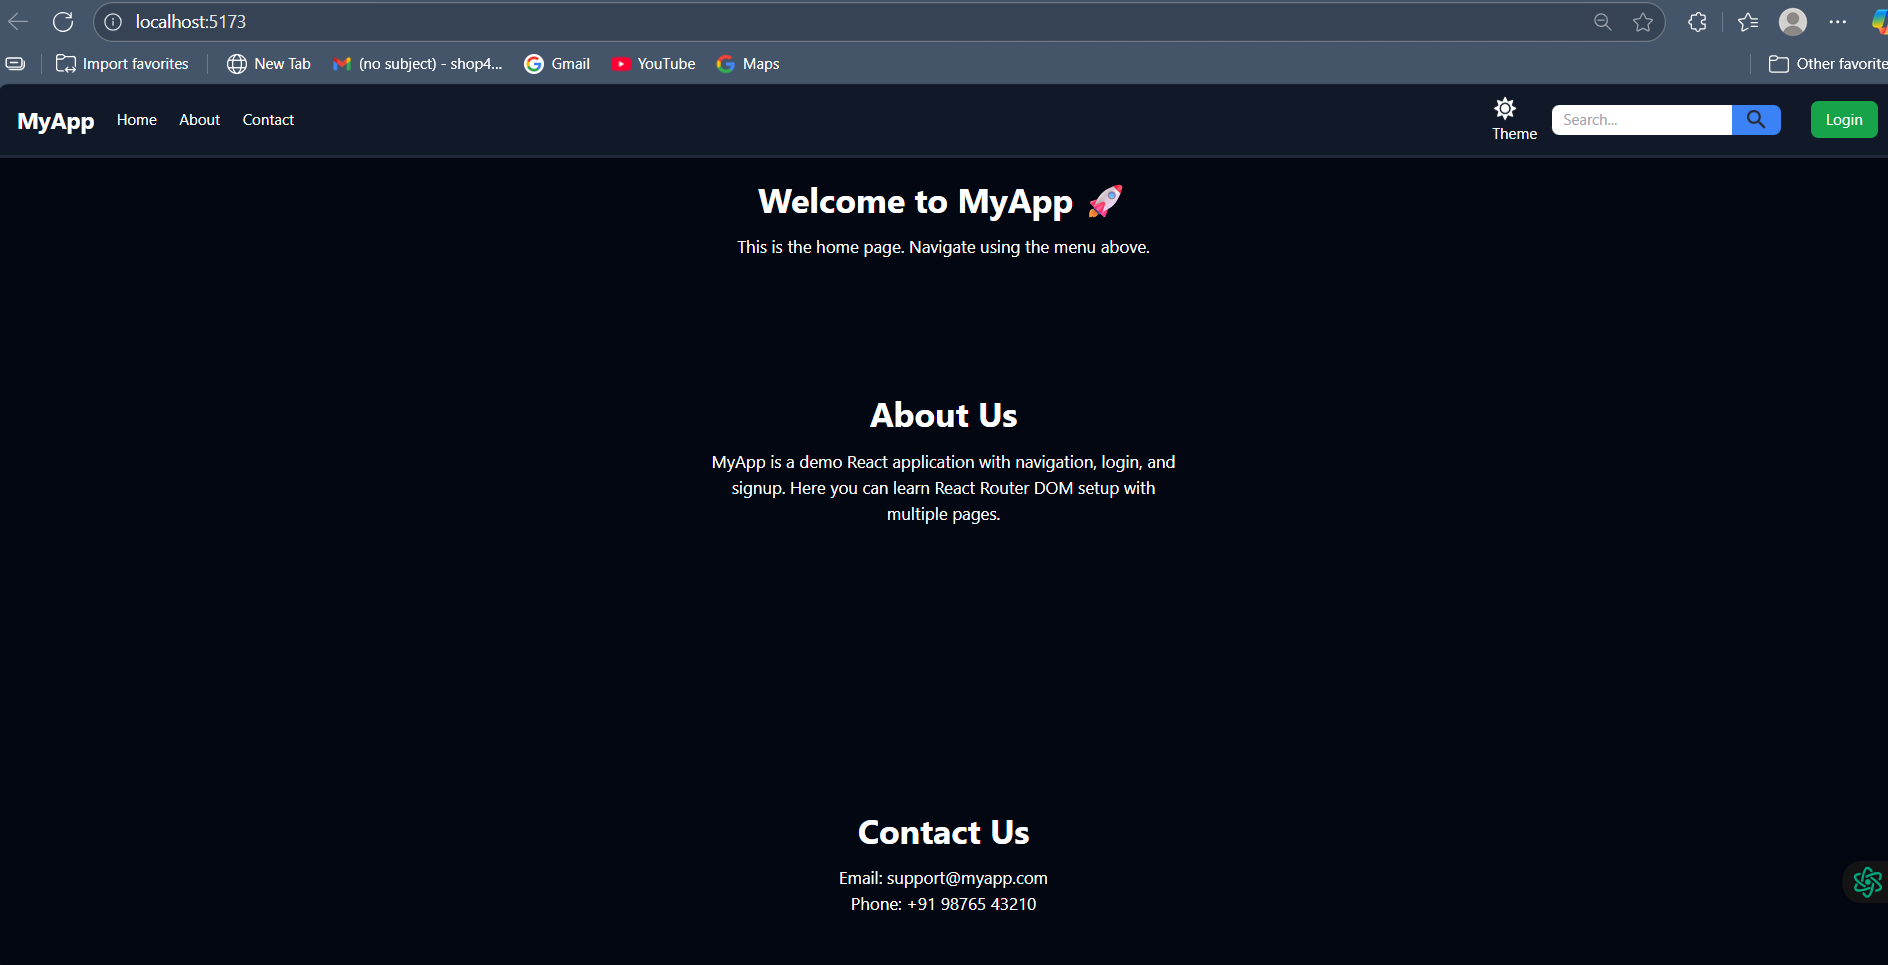 localhost:5173
Import favorites New Tab (no subject) - shop4... Gmail YouTube Maps Other favorite
MyApp Home About Contact Theme Search... Login
Welcome to MyApp 🚀
This is the home page. Navigate using the menu above.
About Us
MyApp is a demo React application with navigation, login, and
signup. Here you can learn React Router DOM setup with
multiple pages.
Contact Us
Email: support@myapp.com
Phone: +91 98765 43210